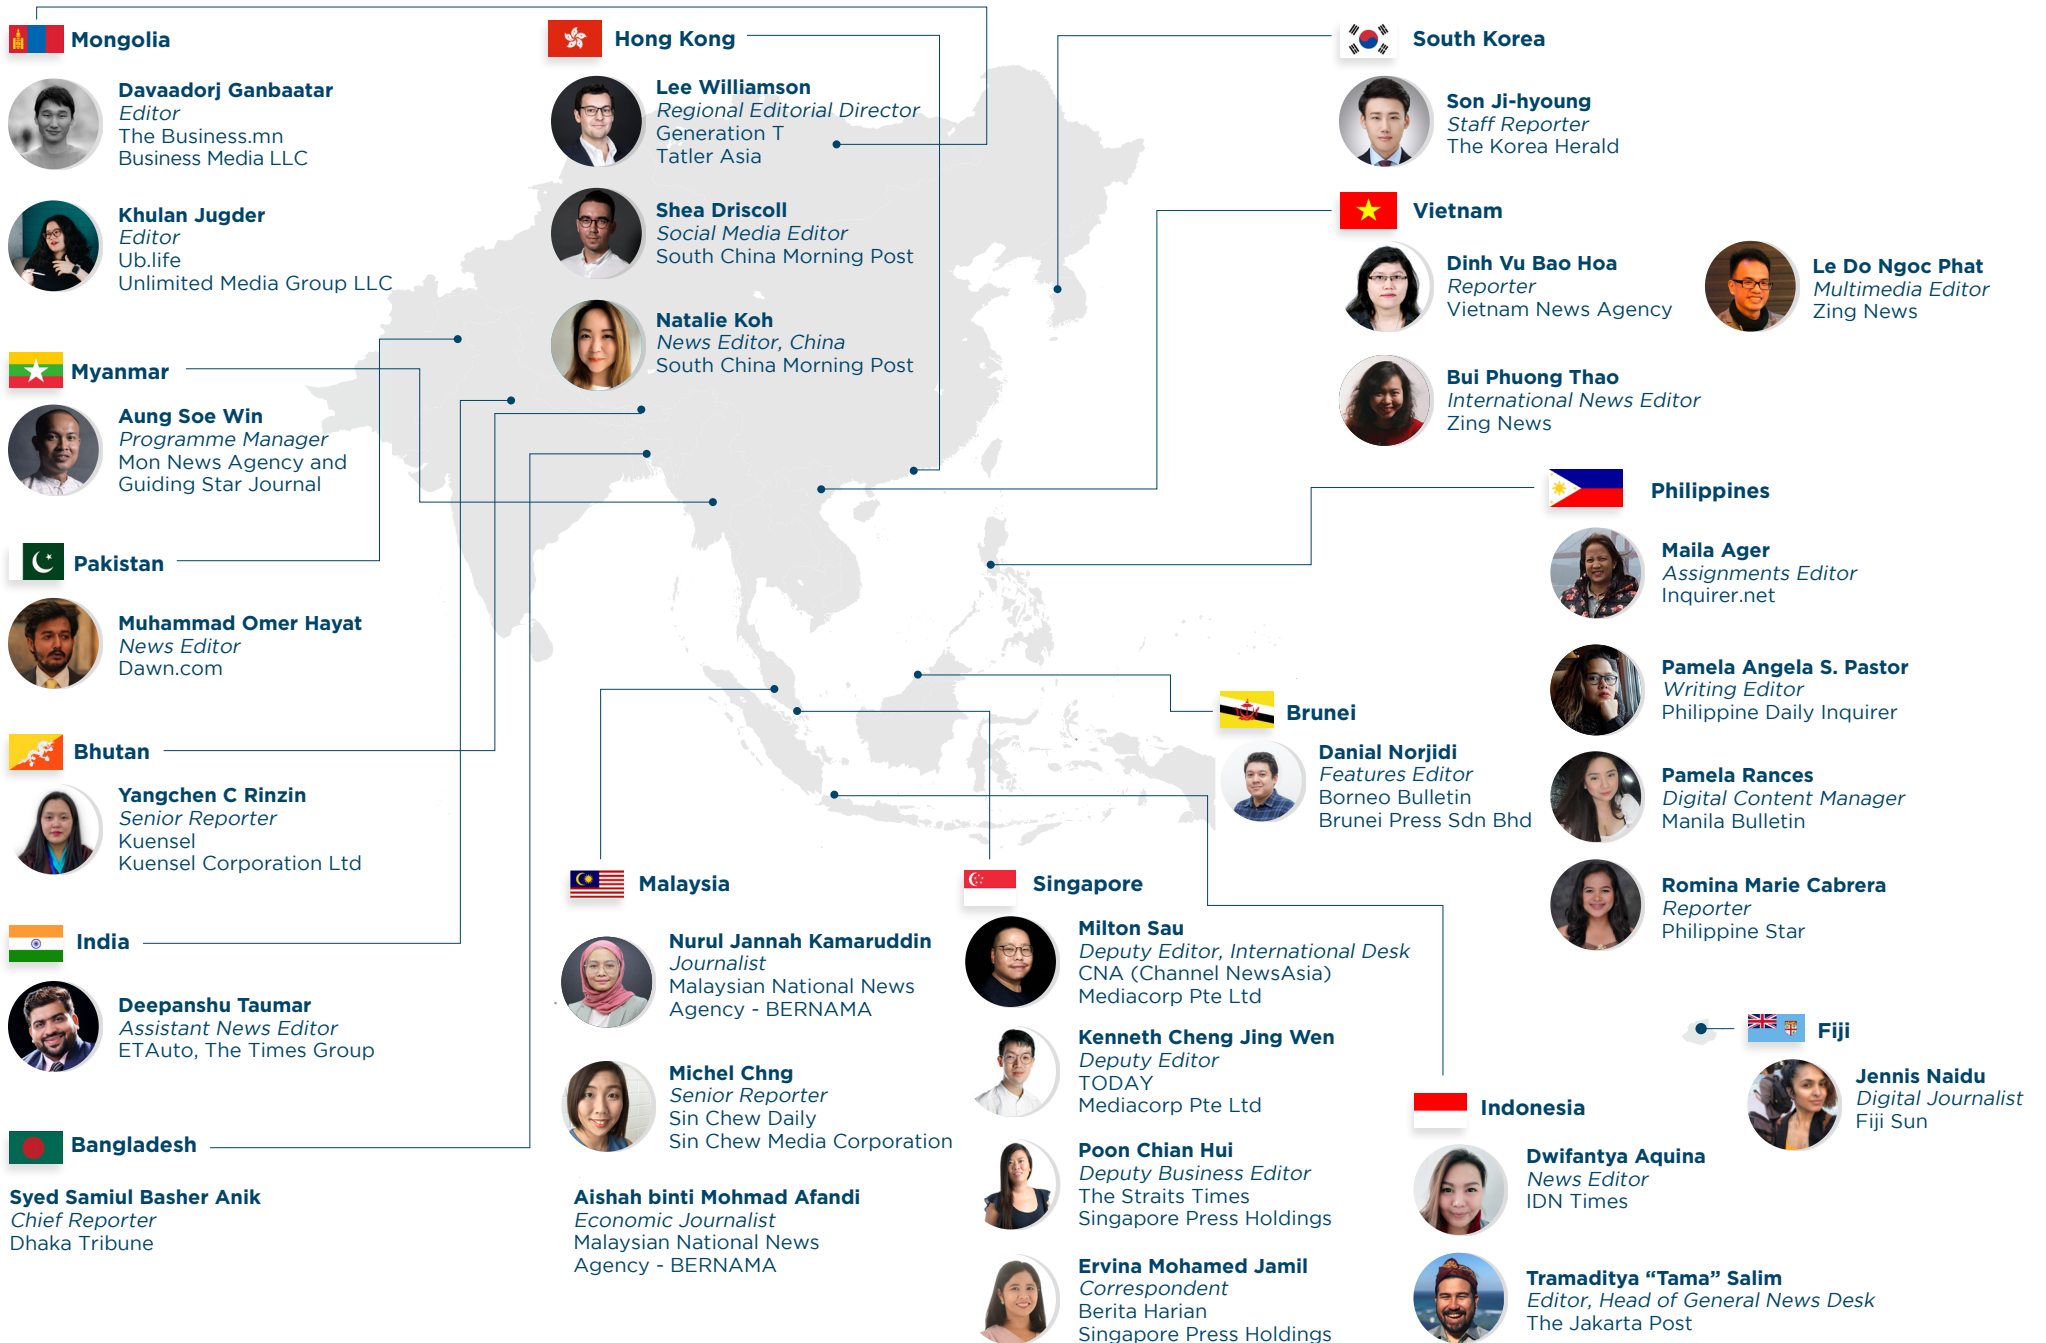 Mongolia
Davaadorj Ganbaatar
Editor
The Business.mn
Business Media LLC
Khulan Jugder
Editor
Ub.life
Unlimited Media Group LLC
Myanmar
Aung Soe Win
Programme Manager
Mon News Agency and
Guiding Star Journal
Pakistan
Muhammad Omer Hayat
News Editor
Dawn.com
Bhutan
Yangchen C Rinzin
Senior Reporter
Kuensel
Kuensel Corporation Ltd
India
Deepanshu Taumar
Assistant News Editor
ETAuto, The Times Group
Bangladesh
Syed Samiul Basher Anik
Chief Reporter
Dhaka Tribune
Hong Kong
Lee Williamson
Regional Editorial Director
Generation T
Tatler Asia
Shea Driscoll
Social Media Editor
South China Morning Post
Natalie Koh
News Editor, China
South China Morning Post
Malaysia
Nurul Jannah Kamaruddin
Journalist
Malaysian National News
Agency - BERNAMA
Michel Chng
Senior Reporter
Sin Chew Daily
Sin Chew Media Corporation
Aishah binti Mohmad Afandi
Economic Journalist
Malaysian National News
Agency - BERNAMA
Singapore
Milton Sau
Deputy Editor, International Desk
CNA (Channel NewsAsia)
Mediacorp Pte Ltd
Kenneth Cheng Jing Wen
Deputy Editor
TODAY
Mediacorp Pte Ltd
Poon Chian Hui
Deputy Business Editor
The Straits Times
Singapore Press Holdings
Ervina Mohamed Jamil
Correspondent
Berita Harian
Singapore Press Holdings
South Korea
Son Ji-hyoung
Staff Reporter
The Korea Herald
Vietnam
Dinh Vu Bao Hoa
Reporter
Vietnam News Agency
Le Do Ngoc Phat
Multimedia Editor
Zing News
Bui Phuong Thao
International News Editor
Zing News
Philippines
Maila Ager
Assignments Editor
Inquirer.net
Pamela Angela S. Pastor
Writing Editor
Philippine Daily Inquirer
Pamela Rances
Digital Content Manager
Manila Bulletin
Romina Marie Cabrera
Reporter
Philippine Star
Brunei
Danial Norjidi
Features Editor
Borneo Bulletin
Brunei Press Sdn Bhd
Fiji
Jennis Naidu
Digital Journalist
Fiji Sun
Indonesia
Dwifantya Aquina
News Editor
IDN Times
Tramaditya “Tama” Salim
Editor, Head of General News Desk
The Jakarta Post